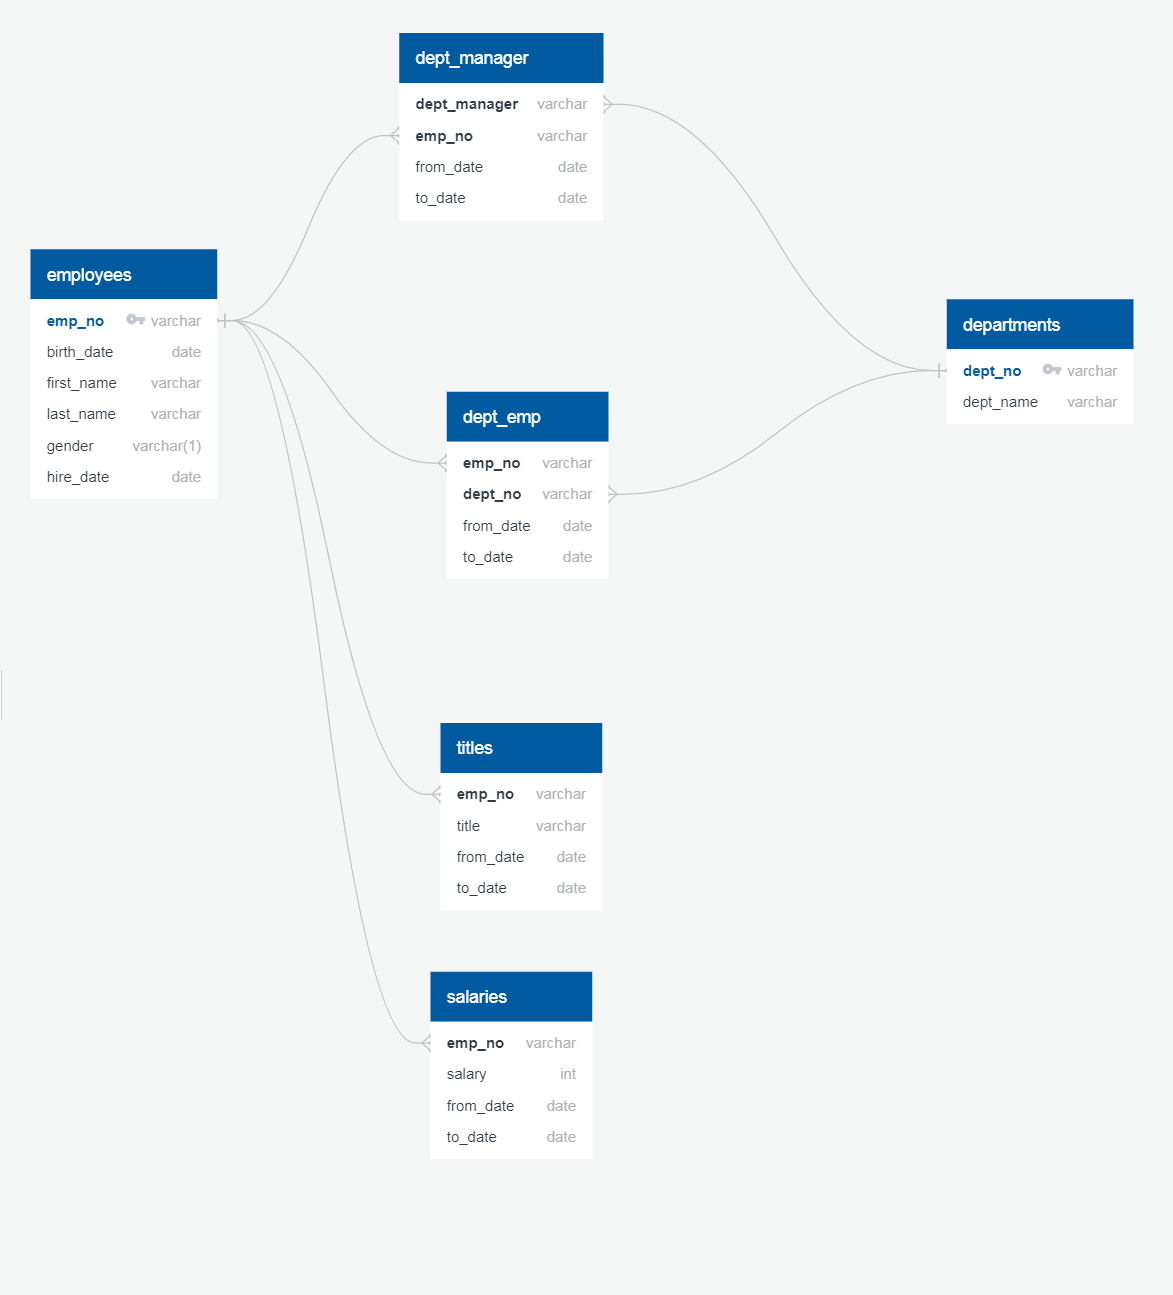 dept_manager
dept_manager varchar
emp_no varchar
from_date date
to_date date
employees
emp_no varchar
birth_date date
first_name varchar
last_name varchar
gender varchar(1)
hire_date date
departments
dept_no varchar
dept_name varchar
dept_emp
emp_no varchar
dept_no varchar
from_date date
to_date date
titles
emp_no varchar
title varchar
from_date date
to_date date
salaries
emp_no varchar
salary int
from_date date
to_date date